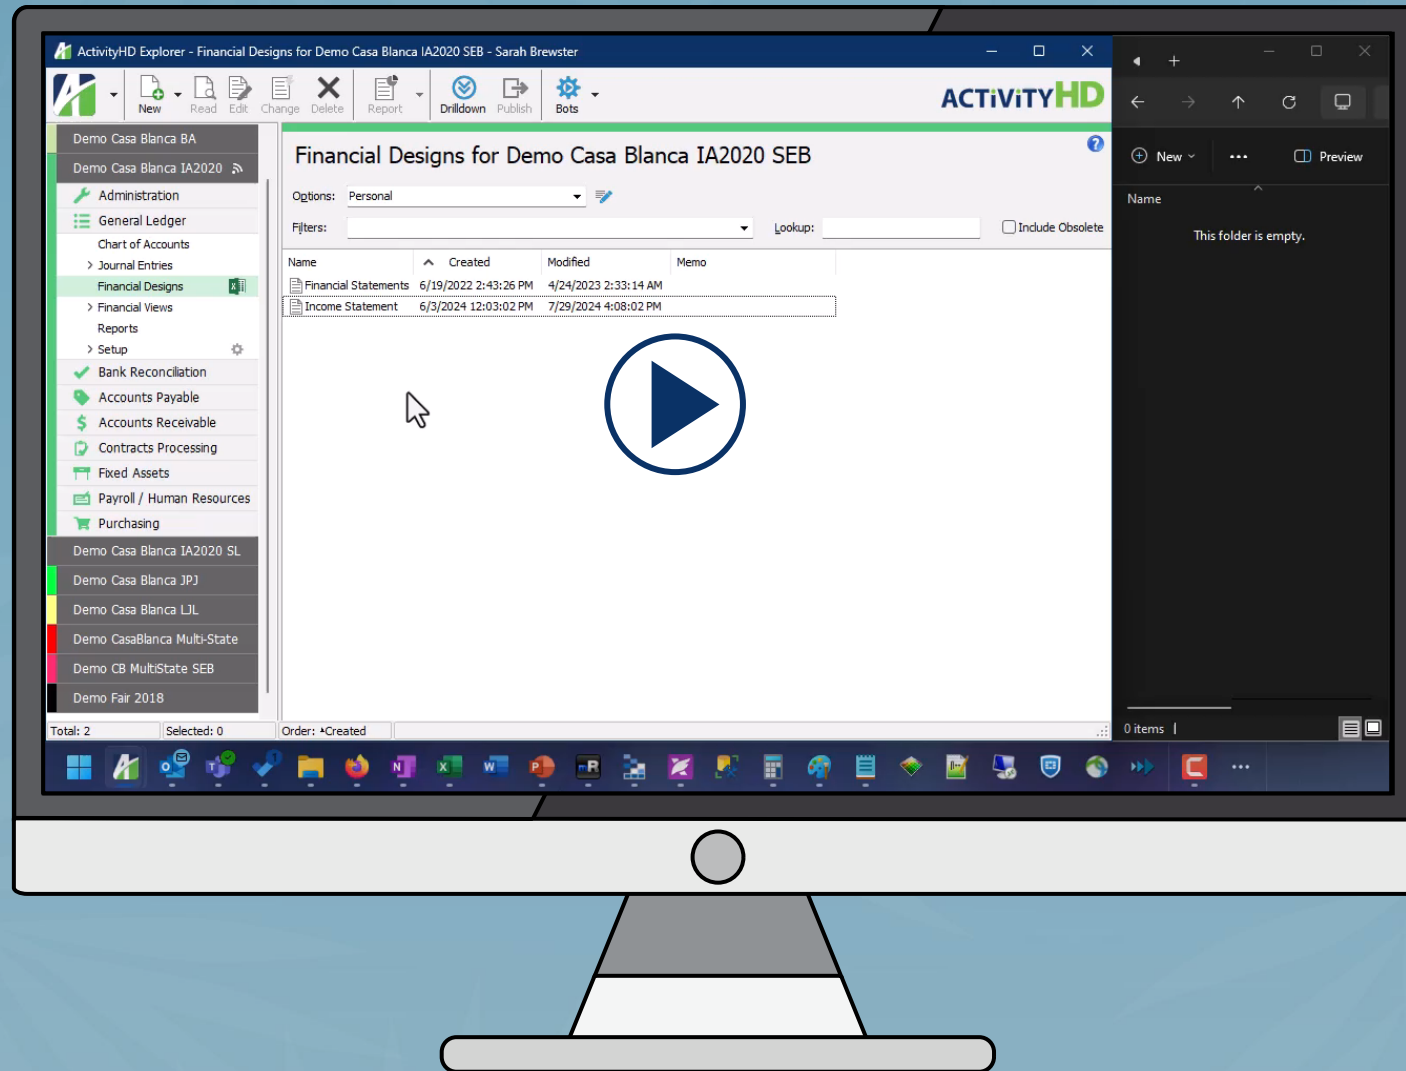 ActivityHD Explorer - Financial Designs for Demo Casa Blanca IA2020 SEB - Sarah Brewster
New
Read
Edit
Change
Delete
Report
Drilldown
Publish
Bots
ACTiViTYHD
Demo Casa Blanca BA
Demo Casa Blanca IA2020
Administration
General Ledger
Chart of Accounts
Journal Entries
Financial Designs
Financial Views
Reports
Setup
Bank Reconciliation
Accounts Payable
Accounts Receivable
Contracts Processing
Fixed Assets
Payroll / Human Resources
Purchasing
Demo Casa Blanca IA2020 SL
Demo Casa Blanca JPJ
Demo Casa Blanca LJL
Demo CasaBlanca Multi-State
Demo CB MultiState SEB
Demo Fair 2018
Financial Designs for Demo Casa Blanca IA2020 SEB
Options: Personal
Filters:
Lookup:
Include Obsolete
Name Created Modified Memo
Financial Statements 6/19/2022 2:43:26 PM 4/24/2023 2:33:14 AM
Income Statement 6/3/2024 12:03:02 PM 7/29/2024 4:08:02 PM
Total: 2
Selected: 0
Order: Created
New
Preview
Name
This folder is empty.
0 items